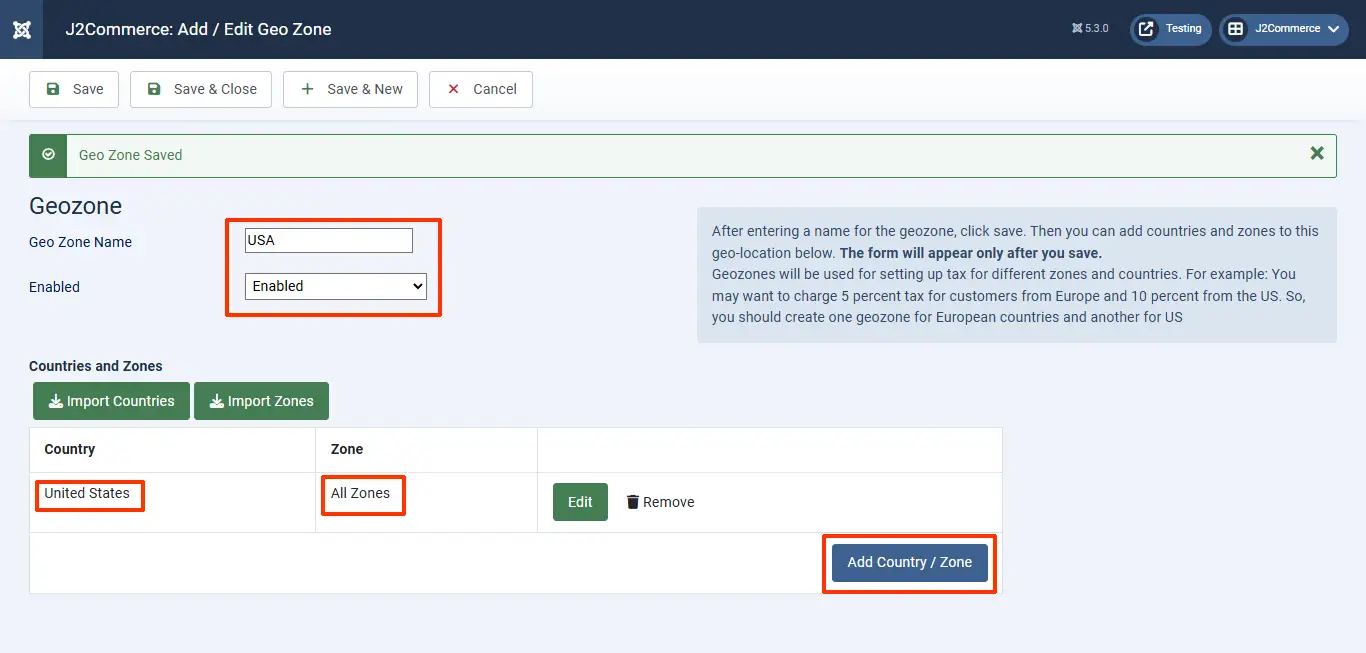 J2Commerce: Add / Edit Geo Zone
5.3.0
Testing
J2Commerce
Save
Save & Close
Save & New
Cancel
Geo Zone Saved
Geozone
Geo Zone Name
USA
Enabled
Enabled
After entering a name for the geozone, click save. Then you can add countries and zones to this
geo-location below. The form will appear only after you save.
Geozones will be used for setting up tax for different zones and countries. For example: You
may want to charge 5 percent tax for customers from Europe and 10 percent from the US. So,
you should create one geozone for European countries and another for US
Countries and Zones
Import Countries
Import Zones
Country
Zone
United States
All Zones
Edit
Remove
Add Country / Zone